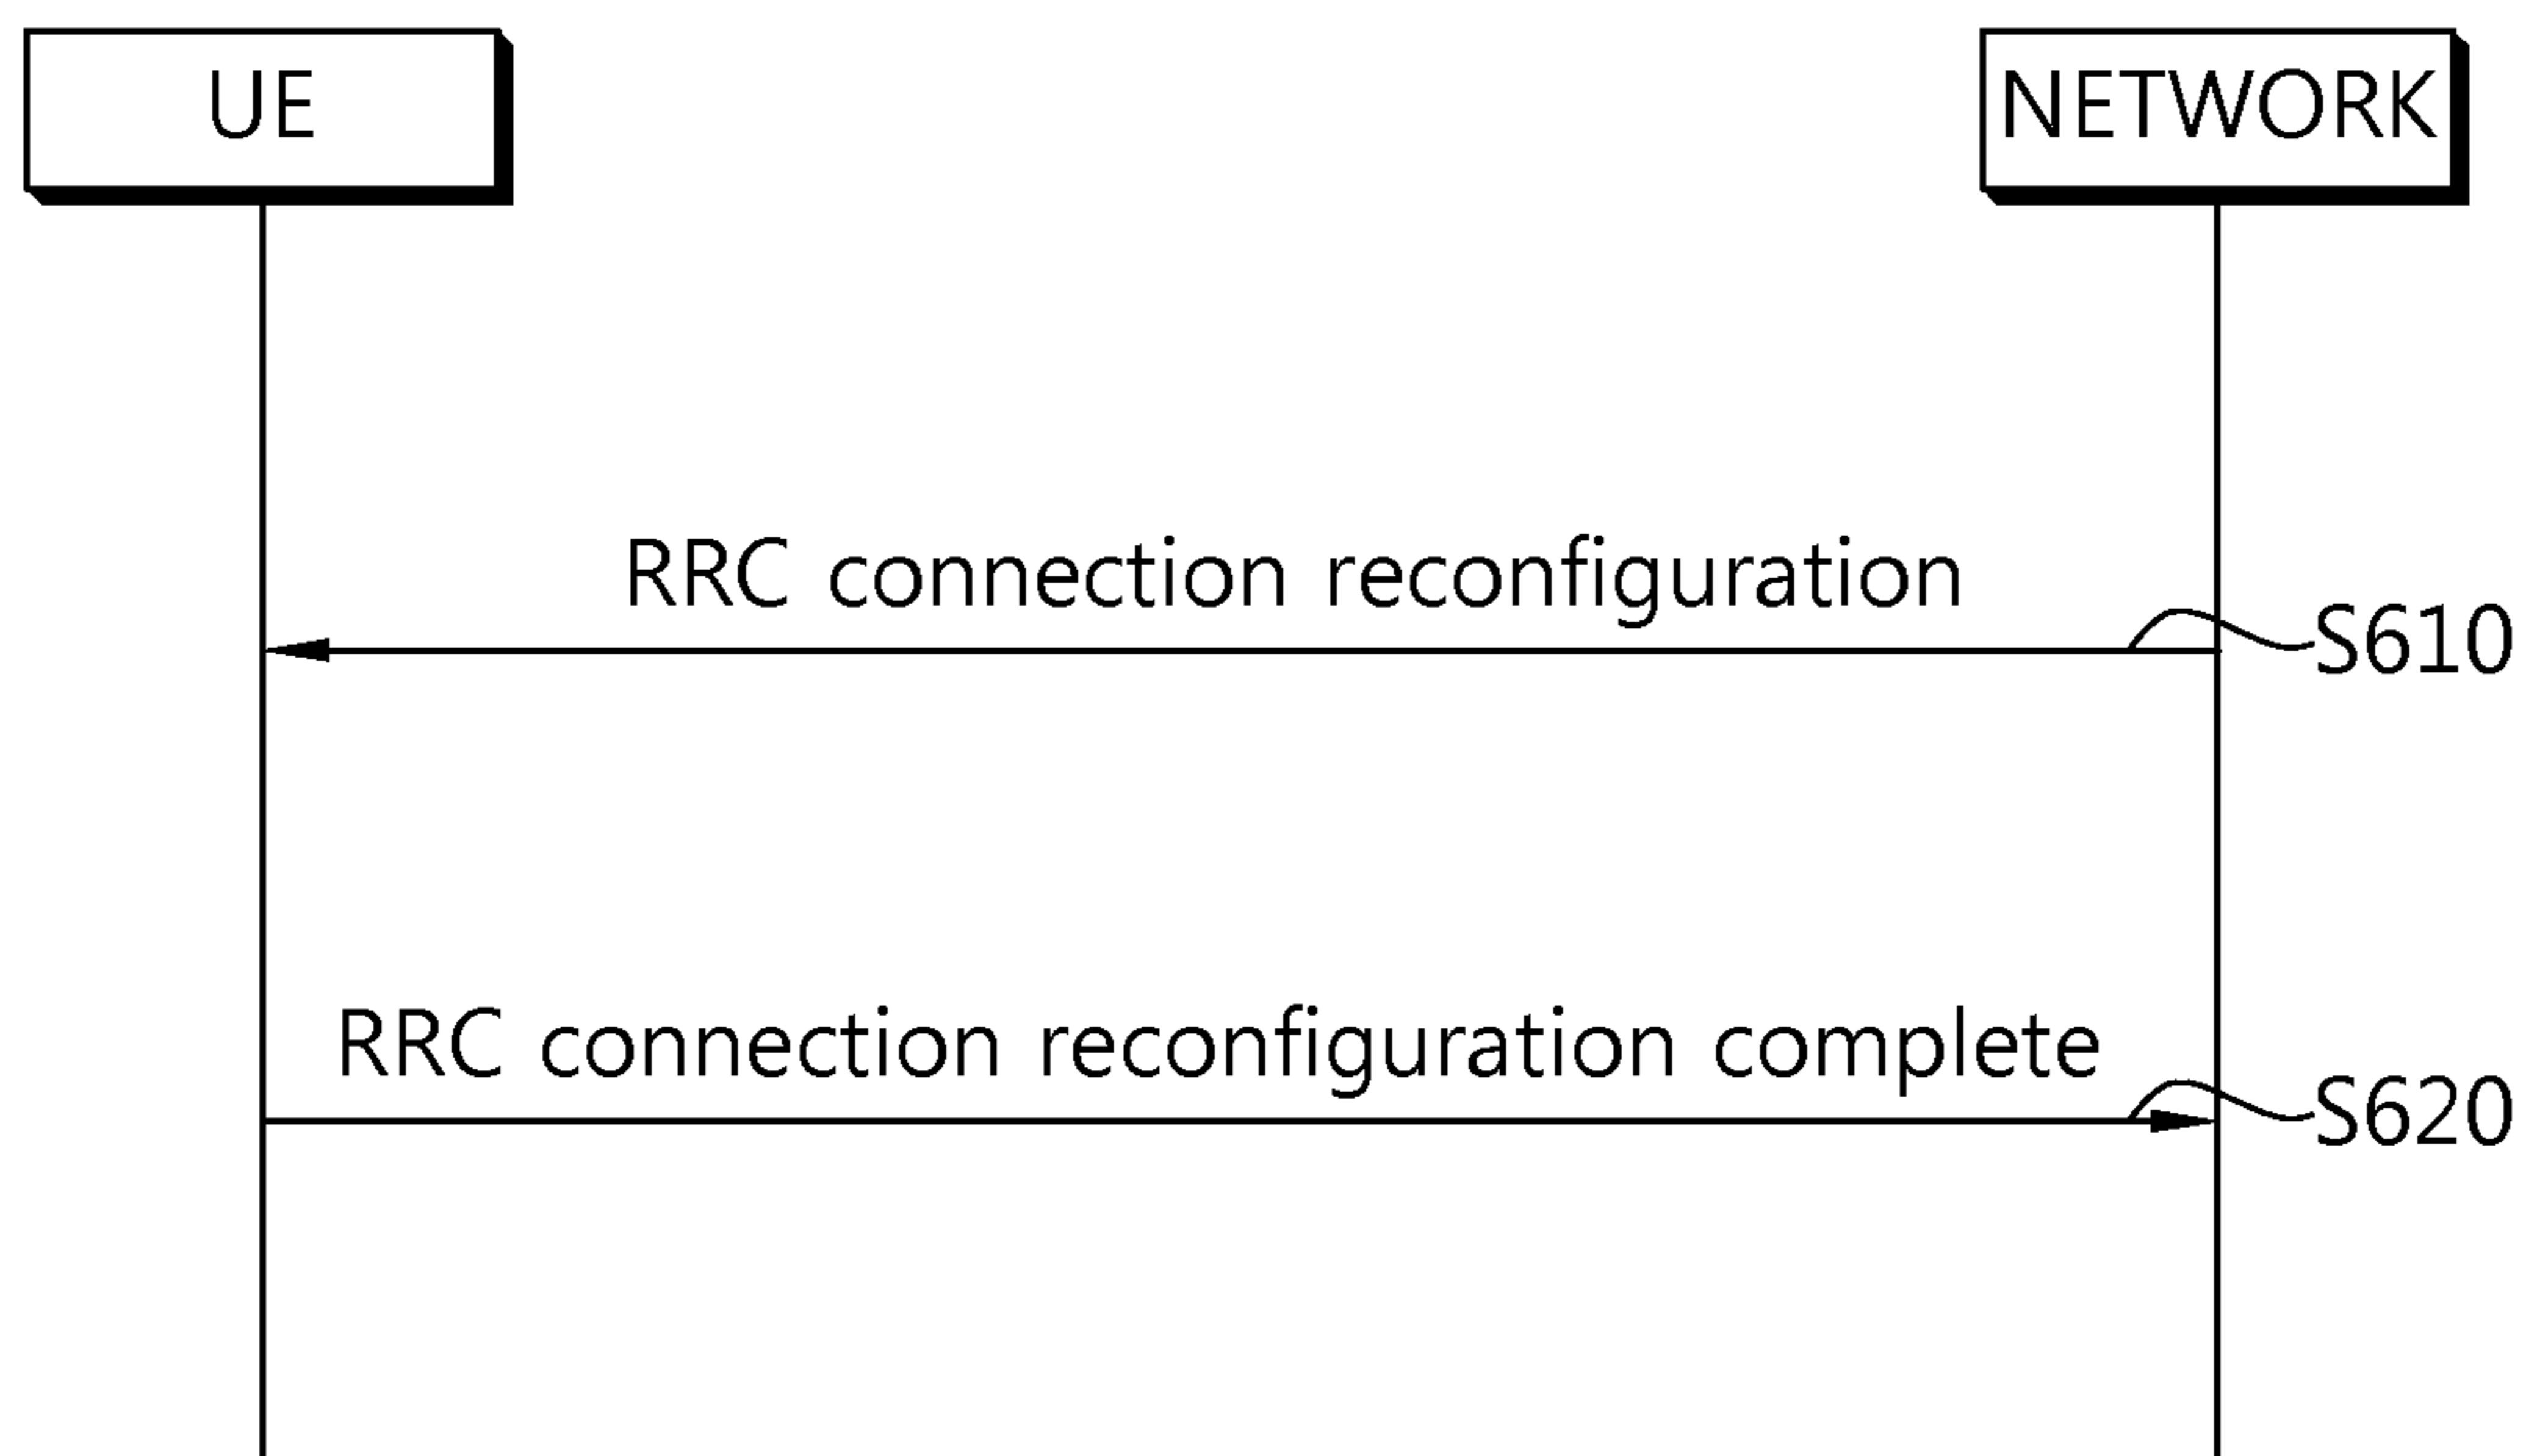 UE
NETWORK
RRC connection reconfiguration
S610
RRC connection reconfiguration complete
S620